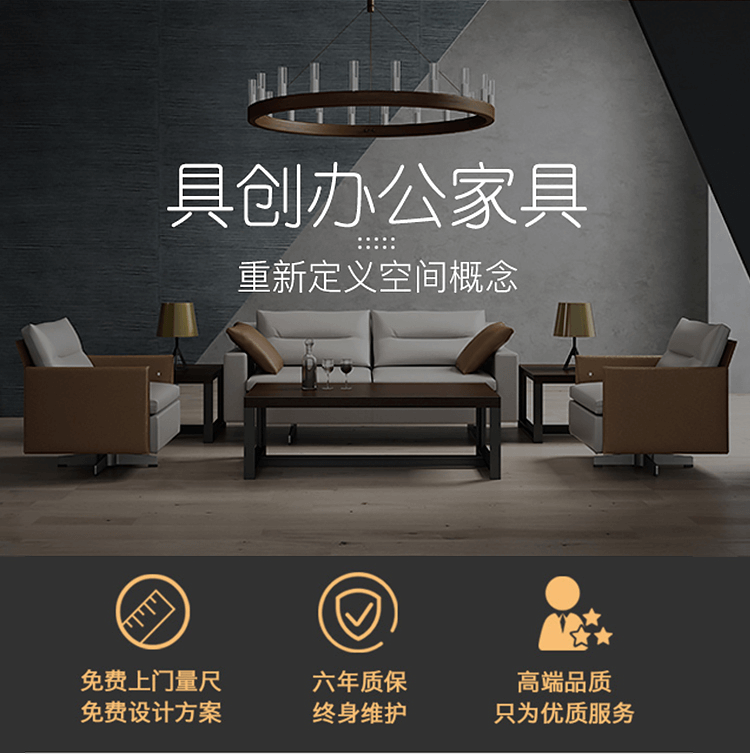 具创办公家具
重新定义空间概念
免费上门量尺
免费设计方案
六年质保
终身维护
高端品质
只为优质服务